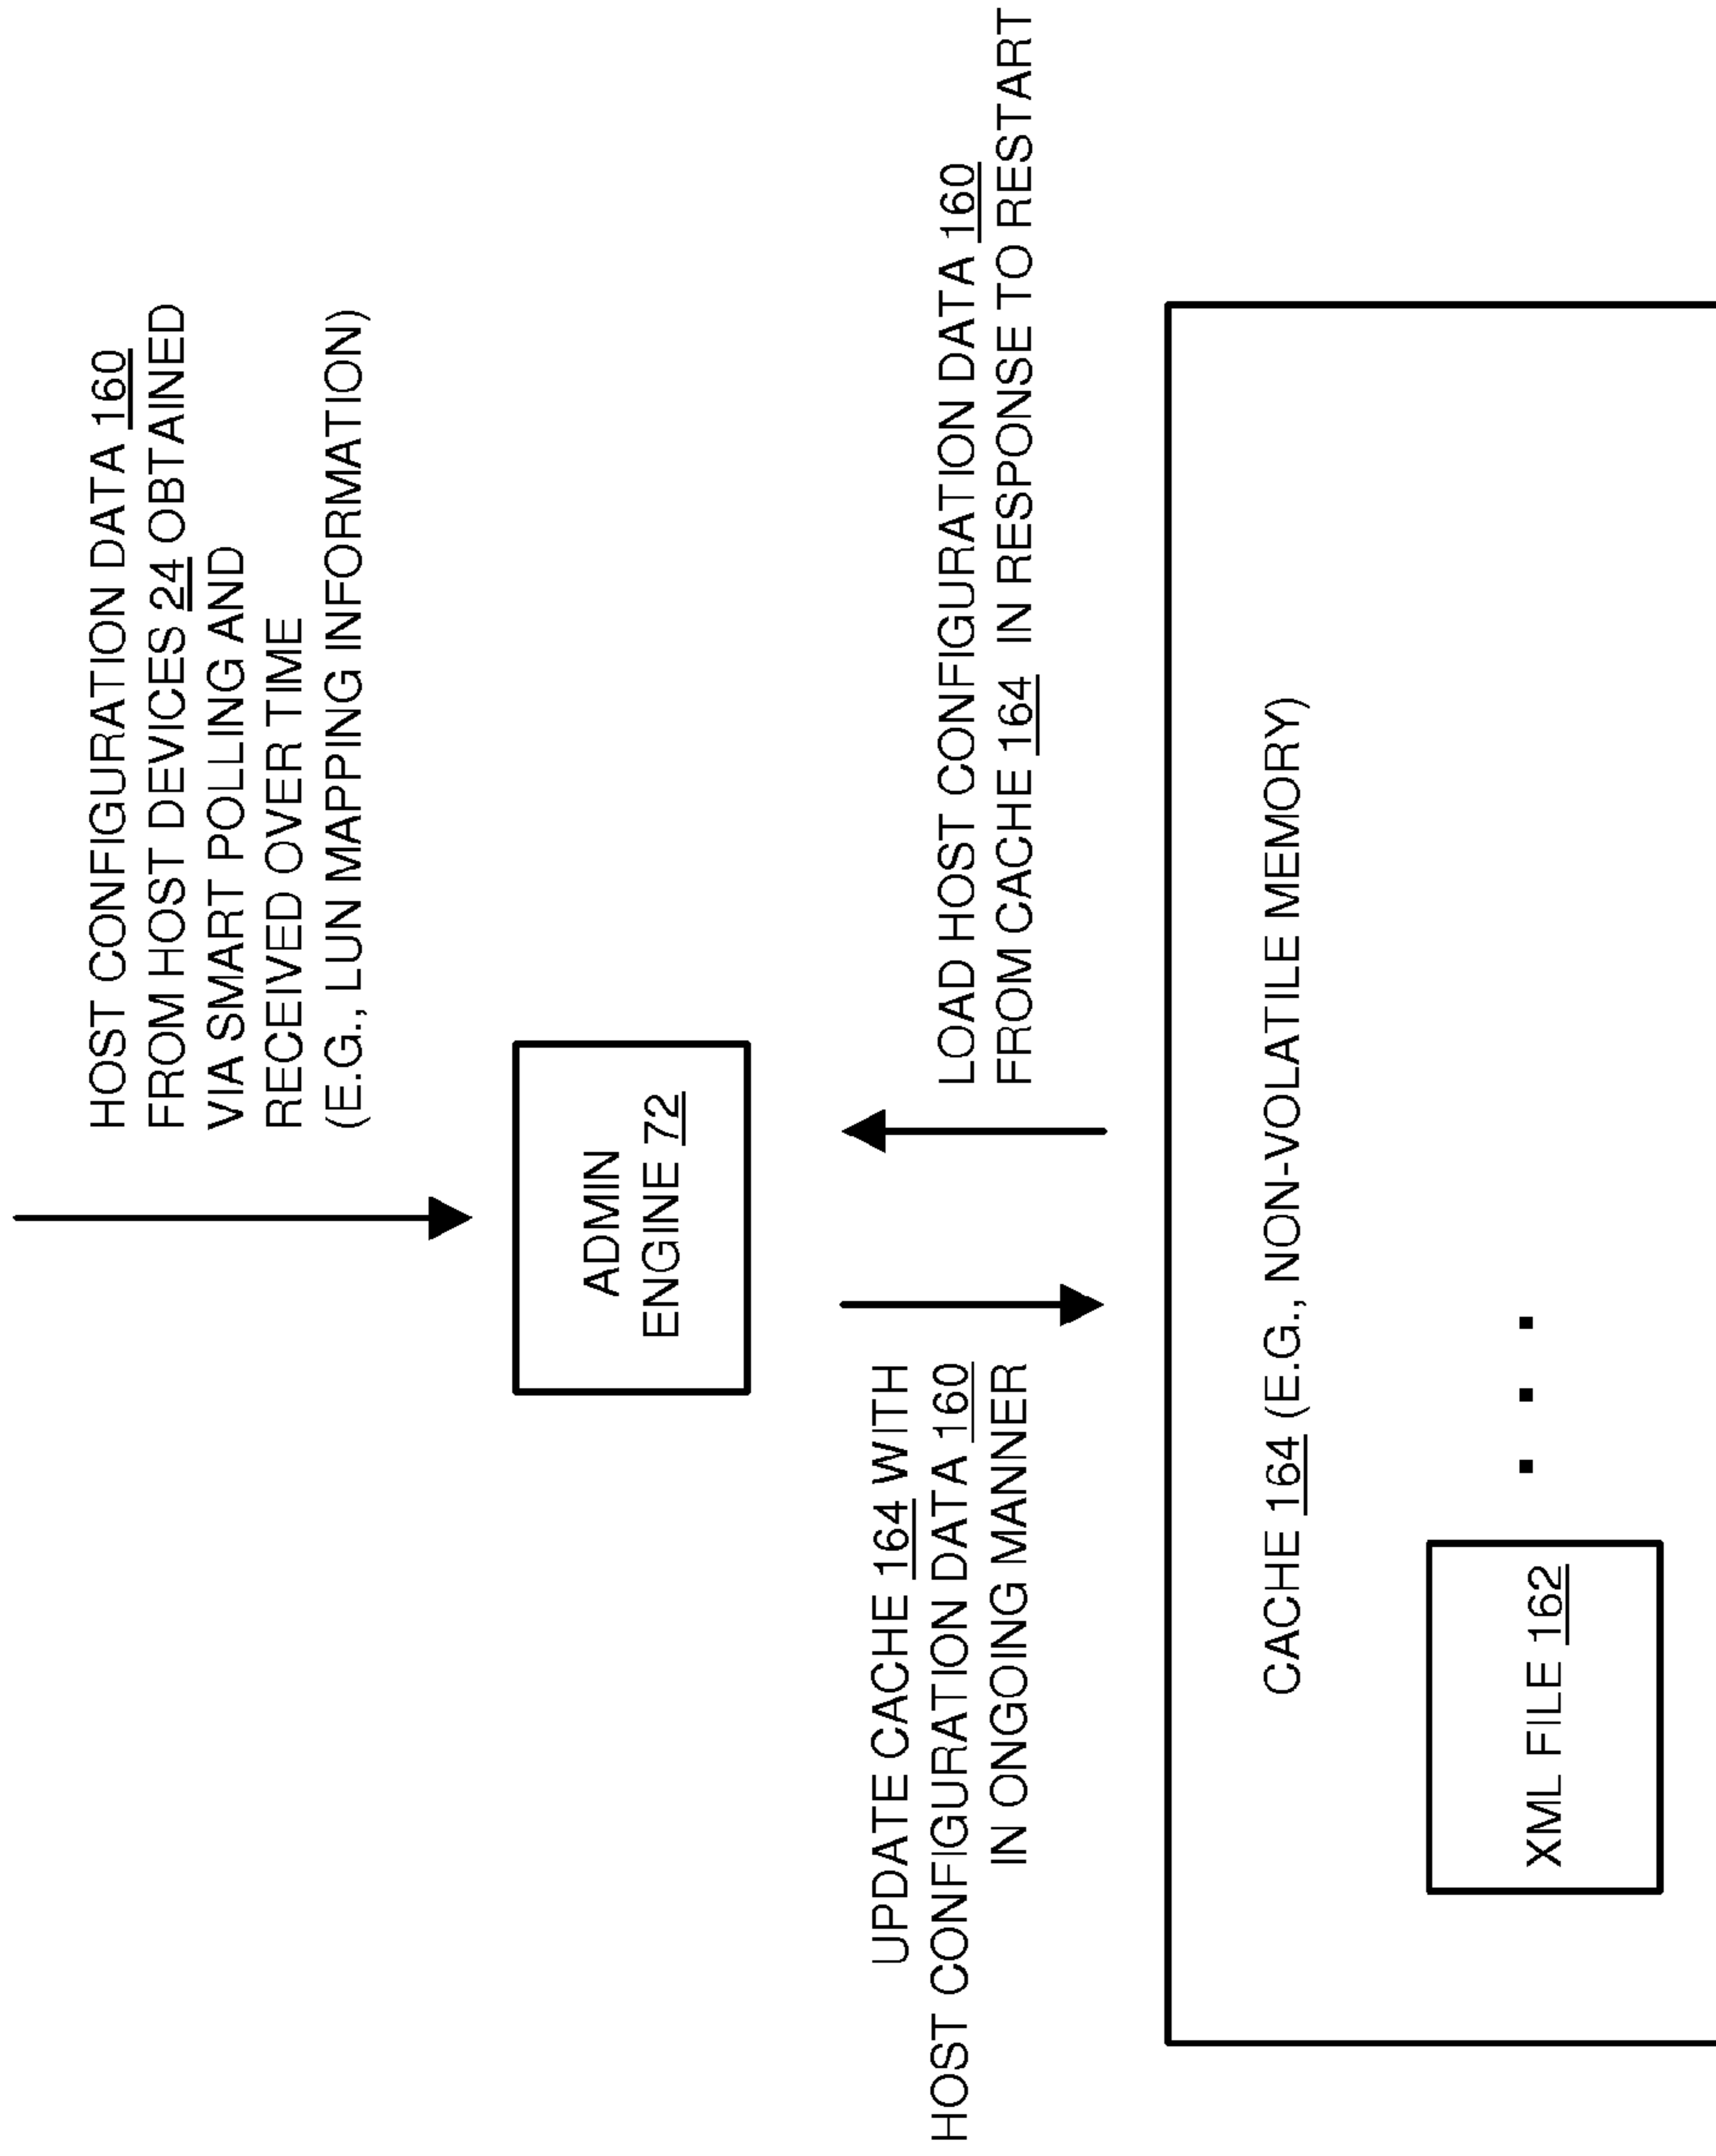 HOST CONFIGURATION DATA 160
FROM HOST DEVICES 24 OBTAINED
VIA SMART POLLING AND
RECEIVED OVER TIME
(E.G., LUN MAPPING INFORMATION)
ADMIN
ENGINE 72
UPDATE CACHE 164 WITH
HOST CONFIGURATION DATA 160
IN ONGOING MANNER
LOAD HOST CONFIGURATION DATA 160
FROM CACHE 164 IN RESPONSE TO RESTART
CACHE 164 (E.G., NON-VOLATILE MEMORY)
XML FILE 162